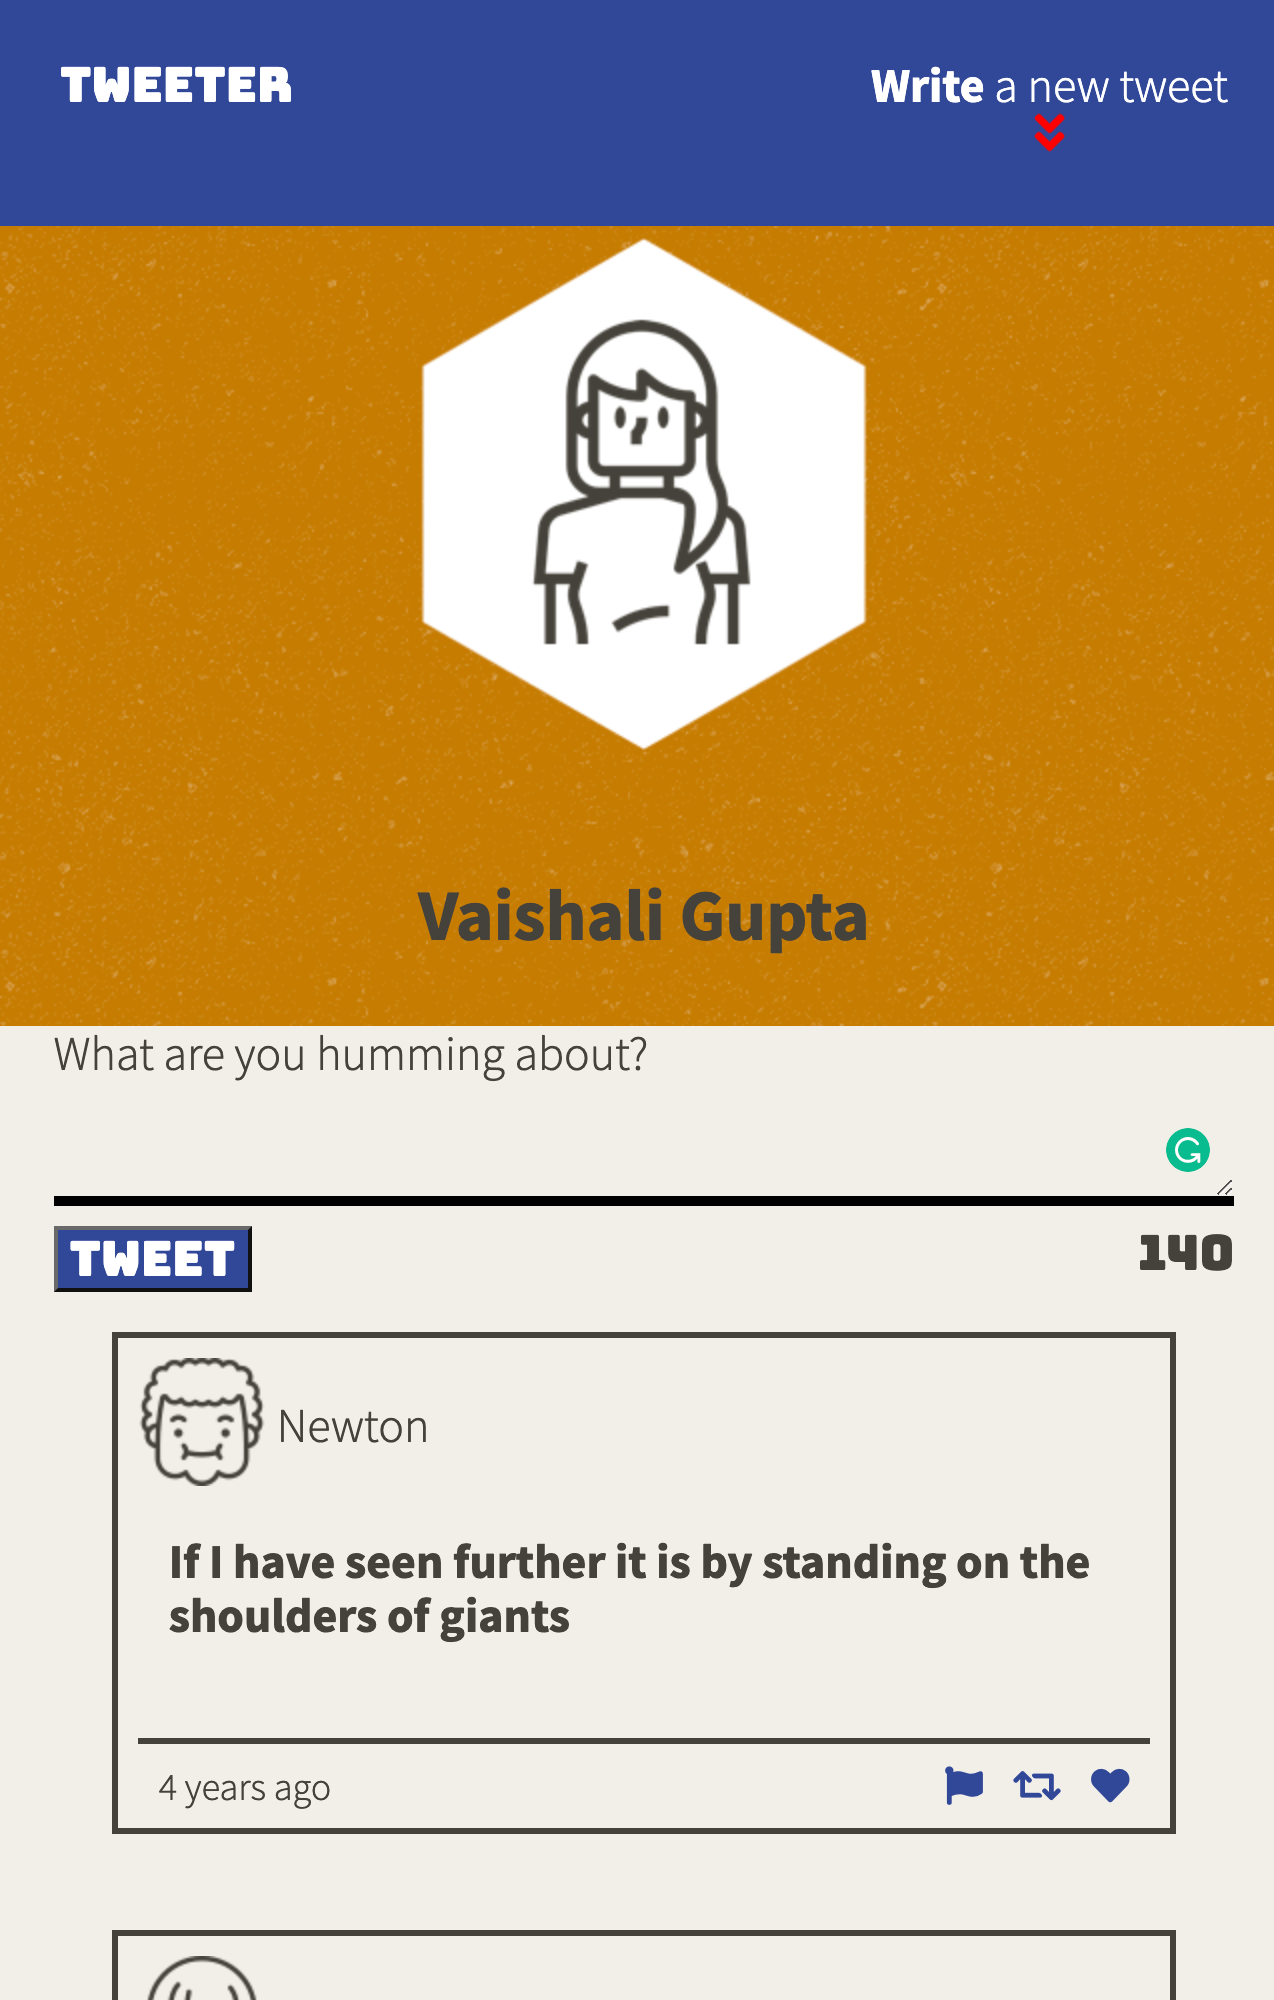 TWEETER
Write a new tweet
Vaishali Gupta
What are you humming about?
TWEET
140
Newton
If I have seen further it is by standing on the
shoulders of giants
4 years ago